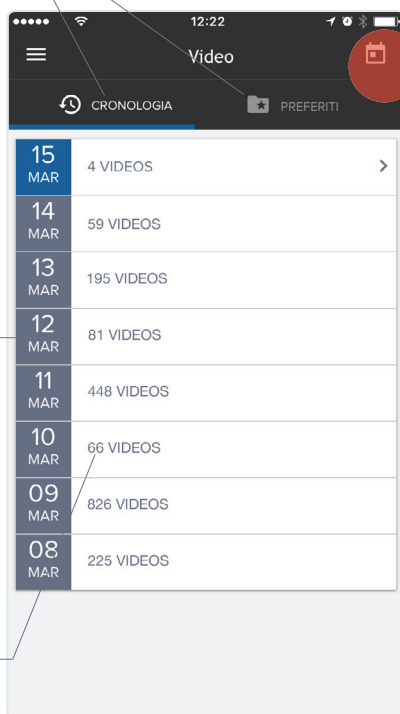 12:22
Video
CRONOLOGIA PREFERITI
15 MAR 4 VIDEOS
14 MAR 59 VIDEOS
13 MAR 195 VIDEOS
12 MAR 81 VIDEOS
11 MAR 448 VIDEOS
10 MAR 66 VIDEOS
09 MAR 826 VIDEOS
08 MAR 225 VIDEOS